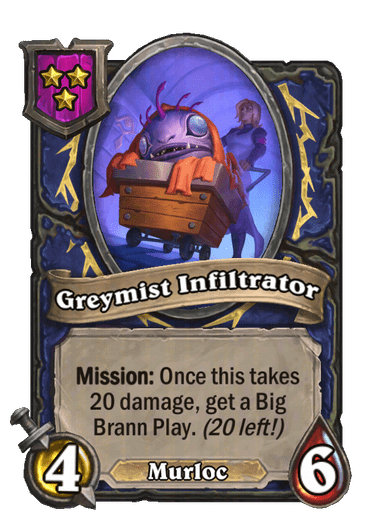 Greymist Infiltrator
Mission: Once this takes
20 damage, get a Big
Brann Play. (20 left!)
4
Murloc
6